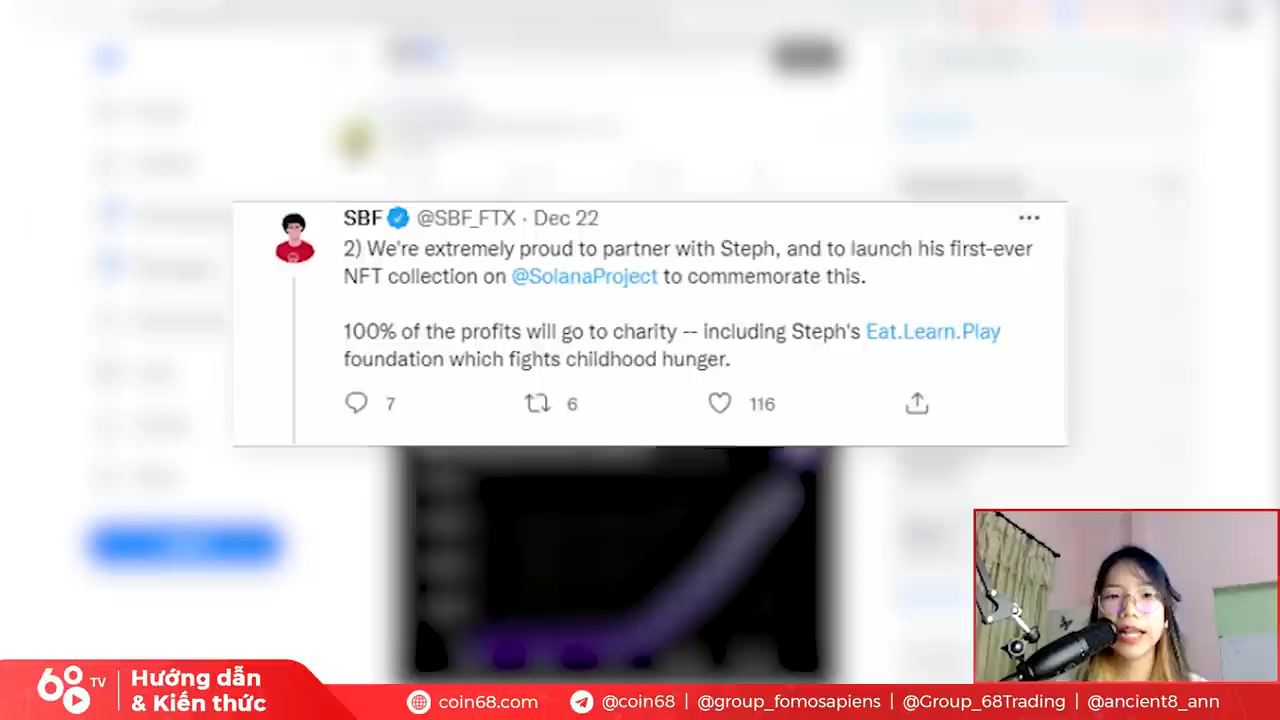 SBF @SBF_FTX · Dec 22
2) We're extremely proud to partner with Steph, and to launch his first-ever
NFT collection on @SolanaProject to commemorate this.
100% of the profits will go to charity -- including Steph's Eat.Learn.Play
foundation which fights childhood hunger.
7 6 116
68 TV
Hướng dẫn
& Kiến thức
coin68.com @coin68 | @group_fomosapiens | @Group_68Trading | @ancient8_ann